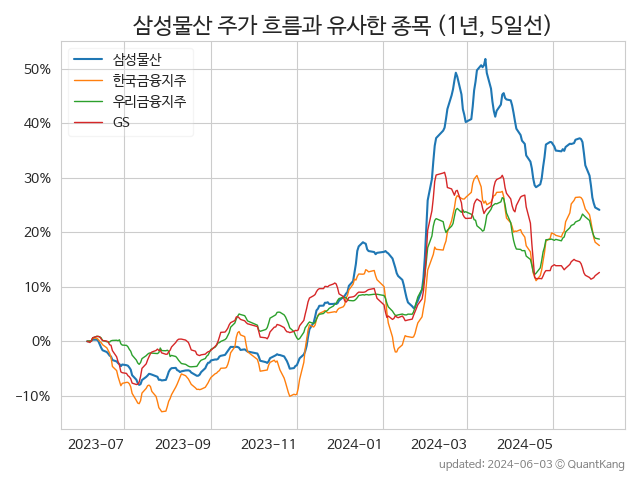 삼성물산 주가 흐름과 유사한 종목 (1년, 5일선)
삼성물산
한국금융지주
우리금융지주
GS
50%
40%
30%
20%
10%
0%
−10%
2023-07
2023-09
2023-11
2024-01
2024-03
2024-05
updated: 2024-06-03 © QuantKang